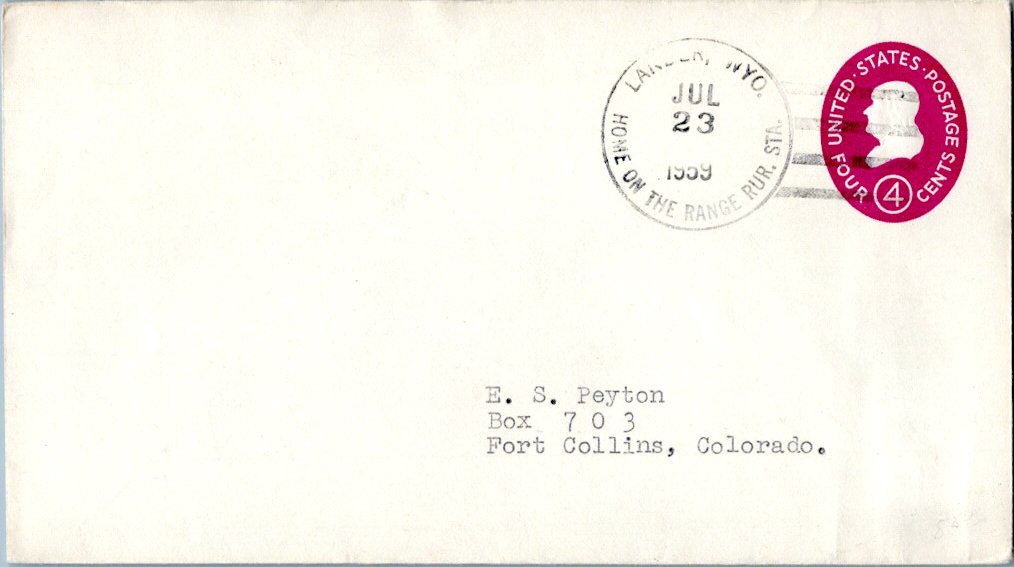 LANDER, WYO.
JUL
23
1959
HOME ON THE RANGE RUR. STA.
UNITED·STATES·POSTAGE
FOUR 4 CENTS
E. S. Peyton
Box 7 0 3
Fort Collins, Colorado.